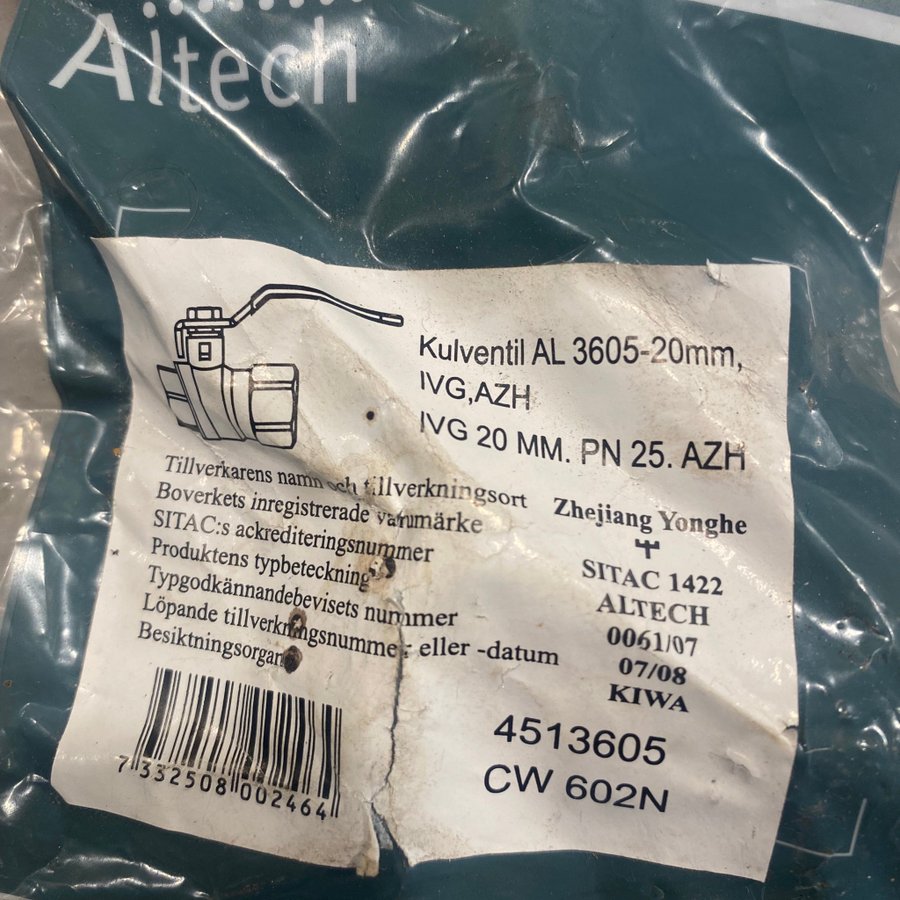 Altech
Kulventil AL 3605-20mm,
IVG,AZH
IVG 20 MM. PN 25. AZH
Tillverkarens namn och tillverkningsort Zhejiang Yonghe
Boverkets inregistrerade varumärke
SITAC:s ackrediteringsnummer SITAC 1422
Produktens typbeteckning ALTECH
Typgodkännandebevisets nummer 0061/07
Löpande tillverkningsnummer eller -datum 07/08
Besiktningsorgan KIWA
4513605
CW 602N
7 332508 002464